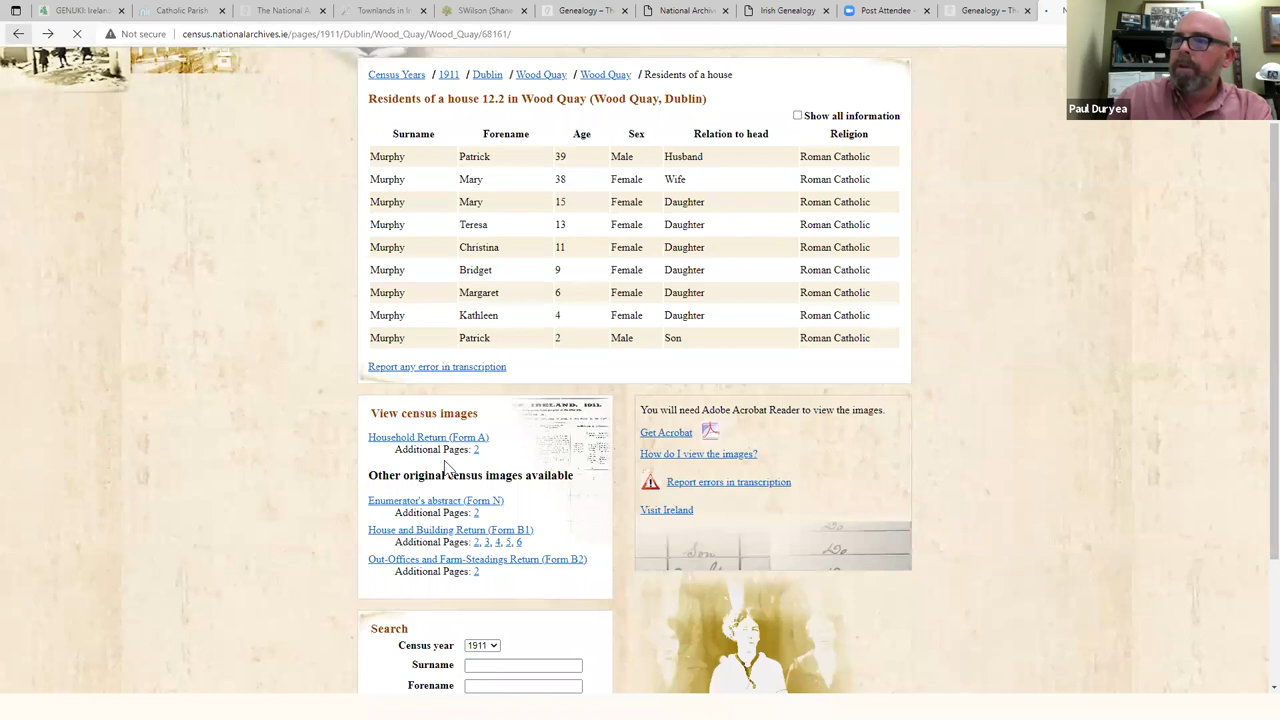 GENUKI: Irelan
Catholic Parish
The National A
Townlands in Ir
SWilson (Shane
Genealogy – Th
National Archiv
Irish Genealogy
Post Attendee -
Genealogy – Th
Not secure
census.nationalarchives.ie/pages/1911/Dublin/Wood_Quay/Wood_Quay/68161/
Paul Duryea
Census Years / 1911 / Dublin / Wood Quay / Wood Quay / Residents of a house
Residents of a house 12.2 in Wood Quay (Wood Quay, Dublin)
Show all information
Surname Forename Age Sex Relation to head Religion
Murphy Patrick 39 Male Husband Roman Catholic
Murphy Mary 38 Female Wife Roman Catholic
Murphy Mary 15 Female Daughter Roman Catholic
Murphy Teresa 13 Female Daughter Roman Catholic
Murphy Christina 11 Female Daughter Roman Catholic
Murphy Bridget 9 Female Daughter Roman Catholic
Murphy Margaret 6 Female Daughter Roman Catholic
Murphy Kathleen 4 Female Daughter Roman Catholic
Murphy Patrick 2 Male Son Roman Catholic
Report any error in transcription
View census images
IRELAND, 1911.
Household Return (Form A)
Additional Pages: 2
Other original census images available
Enumerator's abstract (Form N)
Additional Pages: 2
House and Building Return (Form B1)
Additional Pages: 2, 3, 4, 5, 6
Out-Offices and Farm-Steadings Return (Form B2)
Additional Pages: 2
You will need Adobe Acrobat Reader to view the images.
Get Acrobat
How do I view the images?
Report errors in transcription
Visit Ireland
Son
Do
Do
Search
Census year 1911
Surname
Forename